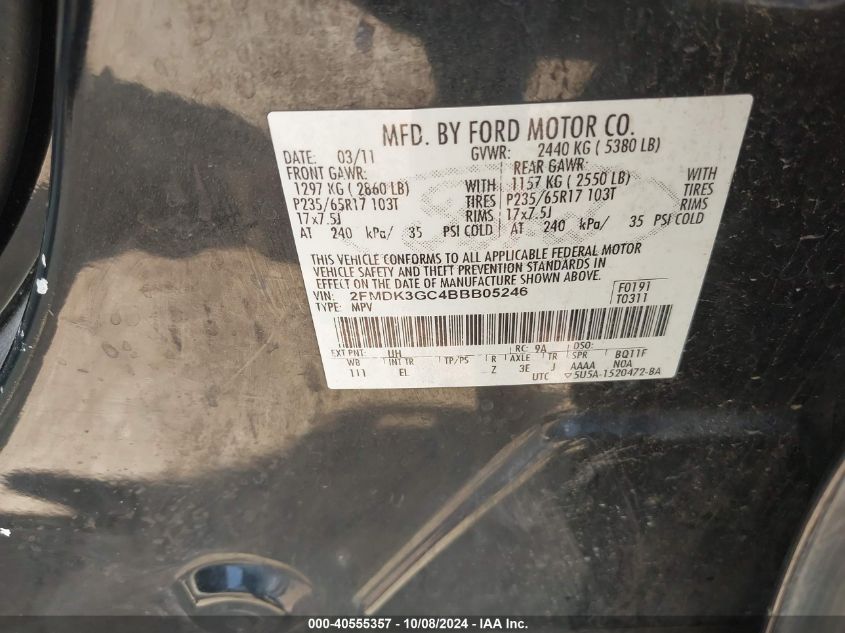 MFD. BY FORD MOTOR CO.
DATE: 03/11 GVWR: 2440 KG ( 5380 LB)
FRONT GAWR: REAR GAWR:
1297 KG ( 2860 LB) WITH 1157 KG ( 2550 LB) WITH
P235/65R17 103T TIRES P235/65R17 103T TIRES
17x7.5J RIMS 17x7.5J RIMS
AT 240 kPa/ 35 PSI COLD AT 240 kPa/ 35 PSI COLD
THIS VEHICLE CONFORMS TO ALL APPLICABLE FEDERAL MOTOR
VEHICLE SAFETY AND THEFT PREVENTION STANDARDS IN
EFFECT ON THE DATE OF MANUFACTURE SHOWN ABOVE.
VIN: 2FMDK3GC4BBB05246 F0191
TYPE: MPV T0311
EXT PNT: UH RC: 9A DSO:
WB INT TR TP/PS R AXLE TR SPR BQ11F
111 EL Z 3E J AAAA NOA
UTC ▽5U5A-1520472-BA
000-40555357 - 10/08/2024 - IAA Inc.